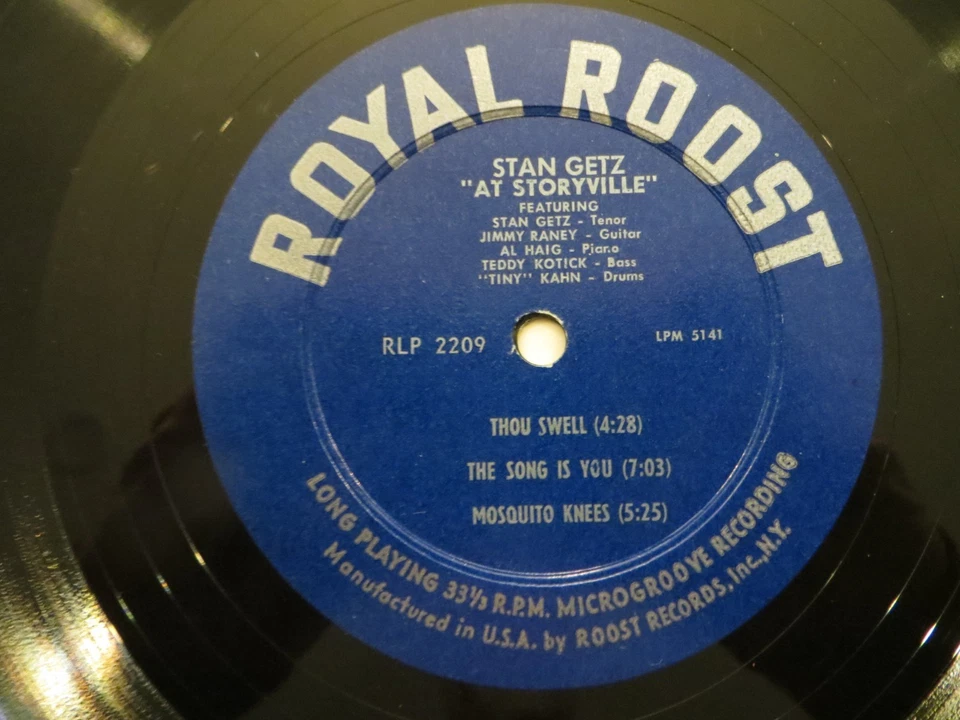 ROYAL ROOST
STAN GETZ
"AT STORYVILLE"
FEATURING
STAN GETZ - Tenor
JIMMY RANEY - Guitar
AL HAIG - Piano
TEDDY KOTICK - Bass
"TINY" KAHN - Drums
RLP 2209
LPM 5141
THOU SWELL (4:28)
THE SONG IS YOU (7:03)
MOSQUITO KNEES (5:25)
LONG PLAYING 33⅓ R.P.M. MICROGROOVE RECORDING
Manufactured in U.S.A. by ROOST RECORDS, Inc., N.Y.